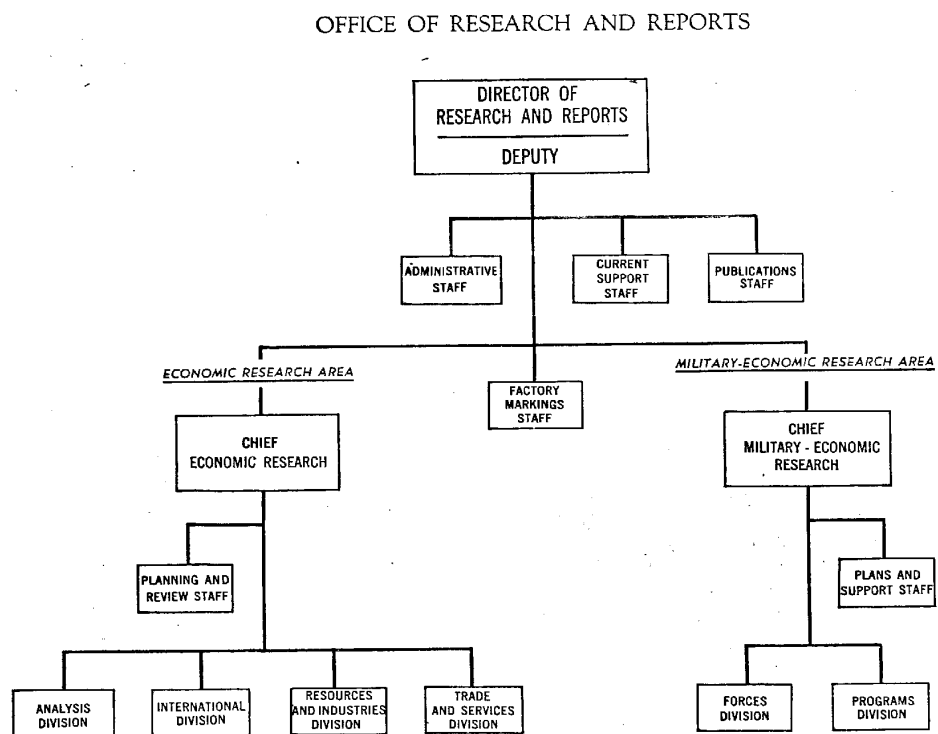 OFFICE OF RESEARCH AND REPORTS
DIRECTOR OF
RESEARCH AND REPORTS
DEPUTY
ADMINISTRATIVE
STAFF
CURRENT
SUPPORT
STAFF
PUBLICATIONS
STAFF
ECONOMIC RESEARCH AREA
MILITARY-ECONOMIC RESEARCH AREA
FACTORY
MARKINGS
STAFF
CHIEF
ECONOMIC RESEARCH
CHIEF
MILITARY - ECONOMIC
RESEARCH
PLANNING AND
REVIEW STAFF
PLANS AND
SUPPORT STAFF
ANALYSIS
DIVISION
INTERNATIONAL
DIVISION
RESOURCES
AND INDUSTRIES
DIVISION
TRADE
AND SERVICES
DIVISION
FORCES
DIVISION
PROGRAMS
DIVISION